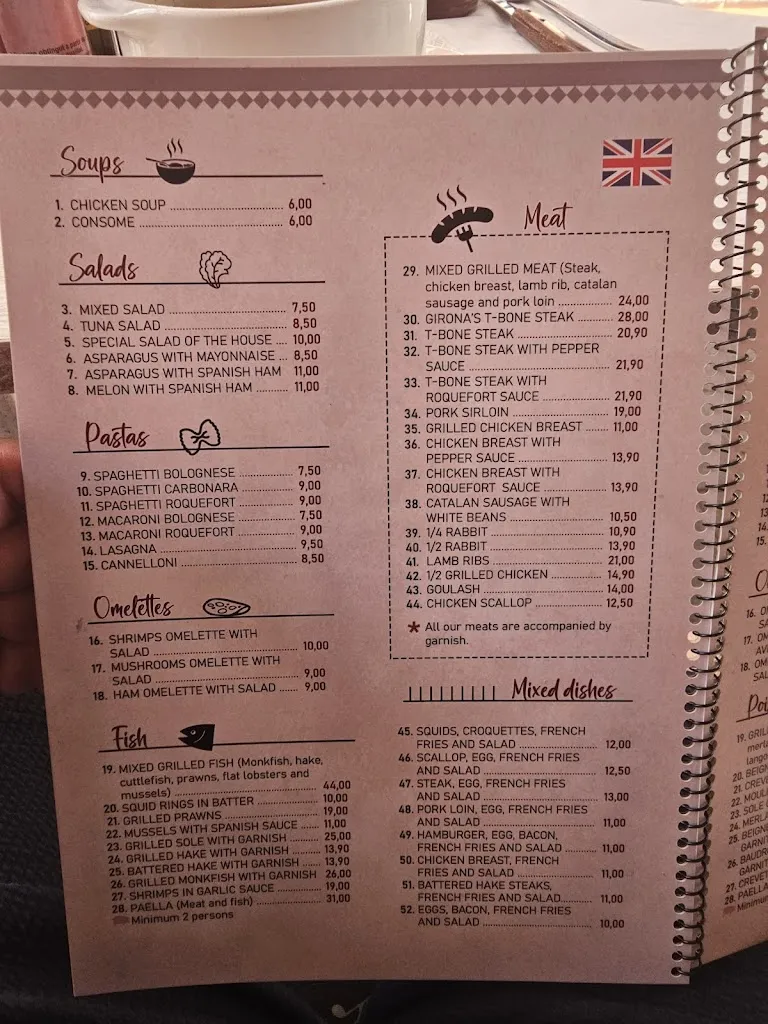 Soups
1. CHICKEN SOUP ........ 6,00
2. CONSOME ........ 6,00
Salads
3. MIXED SALAD ........ 7,50
4. TUNA SALAD ........ 8,50
5. SPECIAL SALAD OF THE HOUSE .... 10,00
6. ASPARAGUS WITH MAYONNAISE ... 8,50
7. ASPARAGUS WITH SPANISH HAM 11,00
8. MELON WITH SPANISH HAM ........ 11,00
Pastas
9. SPAGHETTI BOLOGNESE ........ 7,50
10. SPAGHETTI CARBONARA ........ 9,00
11. SPAGHETTI ROQUEFORT ........ 9,00
12. MACARONI BOLOGNESE ........ 7,50
13. MACARONI ROQUEFORT ........ 9,00
14. LASAGNA ........ 9,50
15. CANNELLONI ........ 8,50
Omelettes
16. SHRIMPS OMELETTE WITH
SALAD ........ 10,00
17. MUSHROOMS OMELETTE WITH
SALAD ........ 9,00
18. HAM OMELETTE WITH SALAD ...... 9,00
Fish
19. MIXED GRILLED FISH (Monkfish, hake,
cuttlefish, prawns, flat lobsters and
mussels) ........ 44,00
20. SQUID RINGS IN BATTER ........ 10,00
21. GRILLED PRAWNS ........ 19,00
22. MUSSELS WITH SPANISH SAUCE ..... 11,00
23. GRILLED SOLE WITH GARNISH ........ 25,00
24. GRILLED HAKE WITH GARNISH ........ 13,90
25. BATTERED HAKE WITH GARNISH ..... 13,90
26. GRILLED MONKFISH WITH GARNISH 26,00
27. SHRIMPS IN GARLIC SAUCE ........ 19,00
28. PAELLA (Meat and fish) ........ 31,00
Minimum 2 persons
Meat
29. MIXED GRILLED MEAT (Steak,
chicken breast, lamb rib, catalan
sausage and pork loin ........ 24,00
30. GIRONA'S T-BONE STEAK ........ 28,00
31. T-BONE STEAK ........ 20,90
32. T-BONE STEAK WITH PEPPER
SAUCE ........ 21,90
33. T-BONE STEAK WITH
ROQUEFORT SAUCE ........ 21,90
34. PORK SIRLOIN ........ 19,00
35. GRILLED CHICKEN BREAST ........ 11,00
36. CHICKEN BREAST WITH
PEPPER SAUCE ........ 13,90
37. CHICKEN BREAST WITH
ROQUEFORT SAUCE ........ 13,90
38. CATALAN SAUSAGE WITH
WHITE BEANS ........ 10,50
39. 1/4 RABBIT ........ 10,90
40. 1/2 RABBIT ........ 13,90
41. LAMB RIBS ........ 21,00
42. 1/2 GRILLED CHICKEN ........ 14,90
43. GOULASH ........ 14,00
44. CHICKEN SCALLOP ........ 12,50
* All our meats are accompanied by
garnish.
Mixed dishes
45. SQUIDS, CROQUETTES, FRENCH
FRIES AND SALAD ........ 12,00
46. SCALLOP, EGG, FRENCH FRIES
AND SALAD ........ 12,50
47. STEAK, EGG, FRENCH FRIES
AND SALAD ........ 13,00
48. PORK LOIN, EGG, FRENCH FRIES
AND SALAD ........ 11,00
49. HAMBURGER, EGG, BACON,
FRENCH FRIES AND SALAD ........ 11,00
50. CHICKEN BREAST, FRENCH
FRIES AND SALAD ........ 11,00
51. BATTERED HAKE STEAKS,
FRENCH FRIES AND SALAD ........ 11,00
52. EGGS, BACON, FRENCH FRIES
AND SALAD ........ 10,00